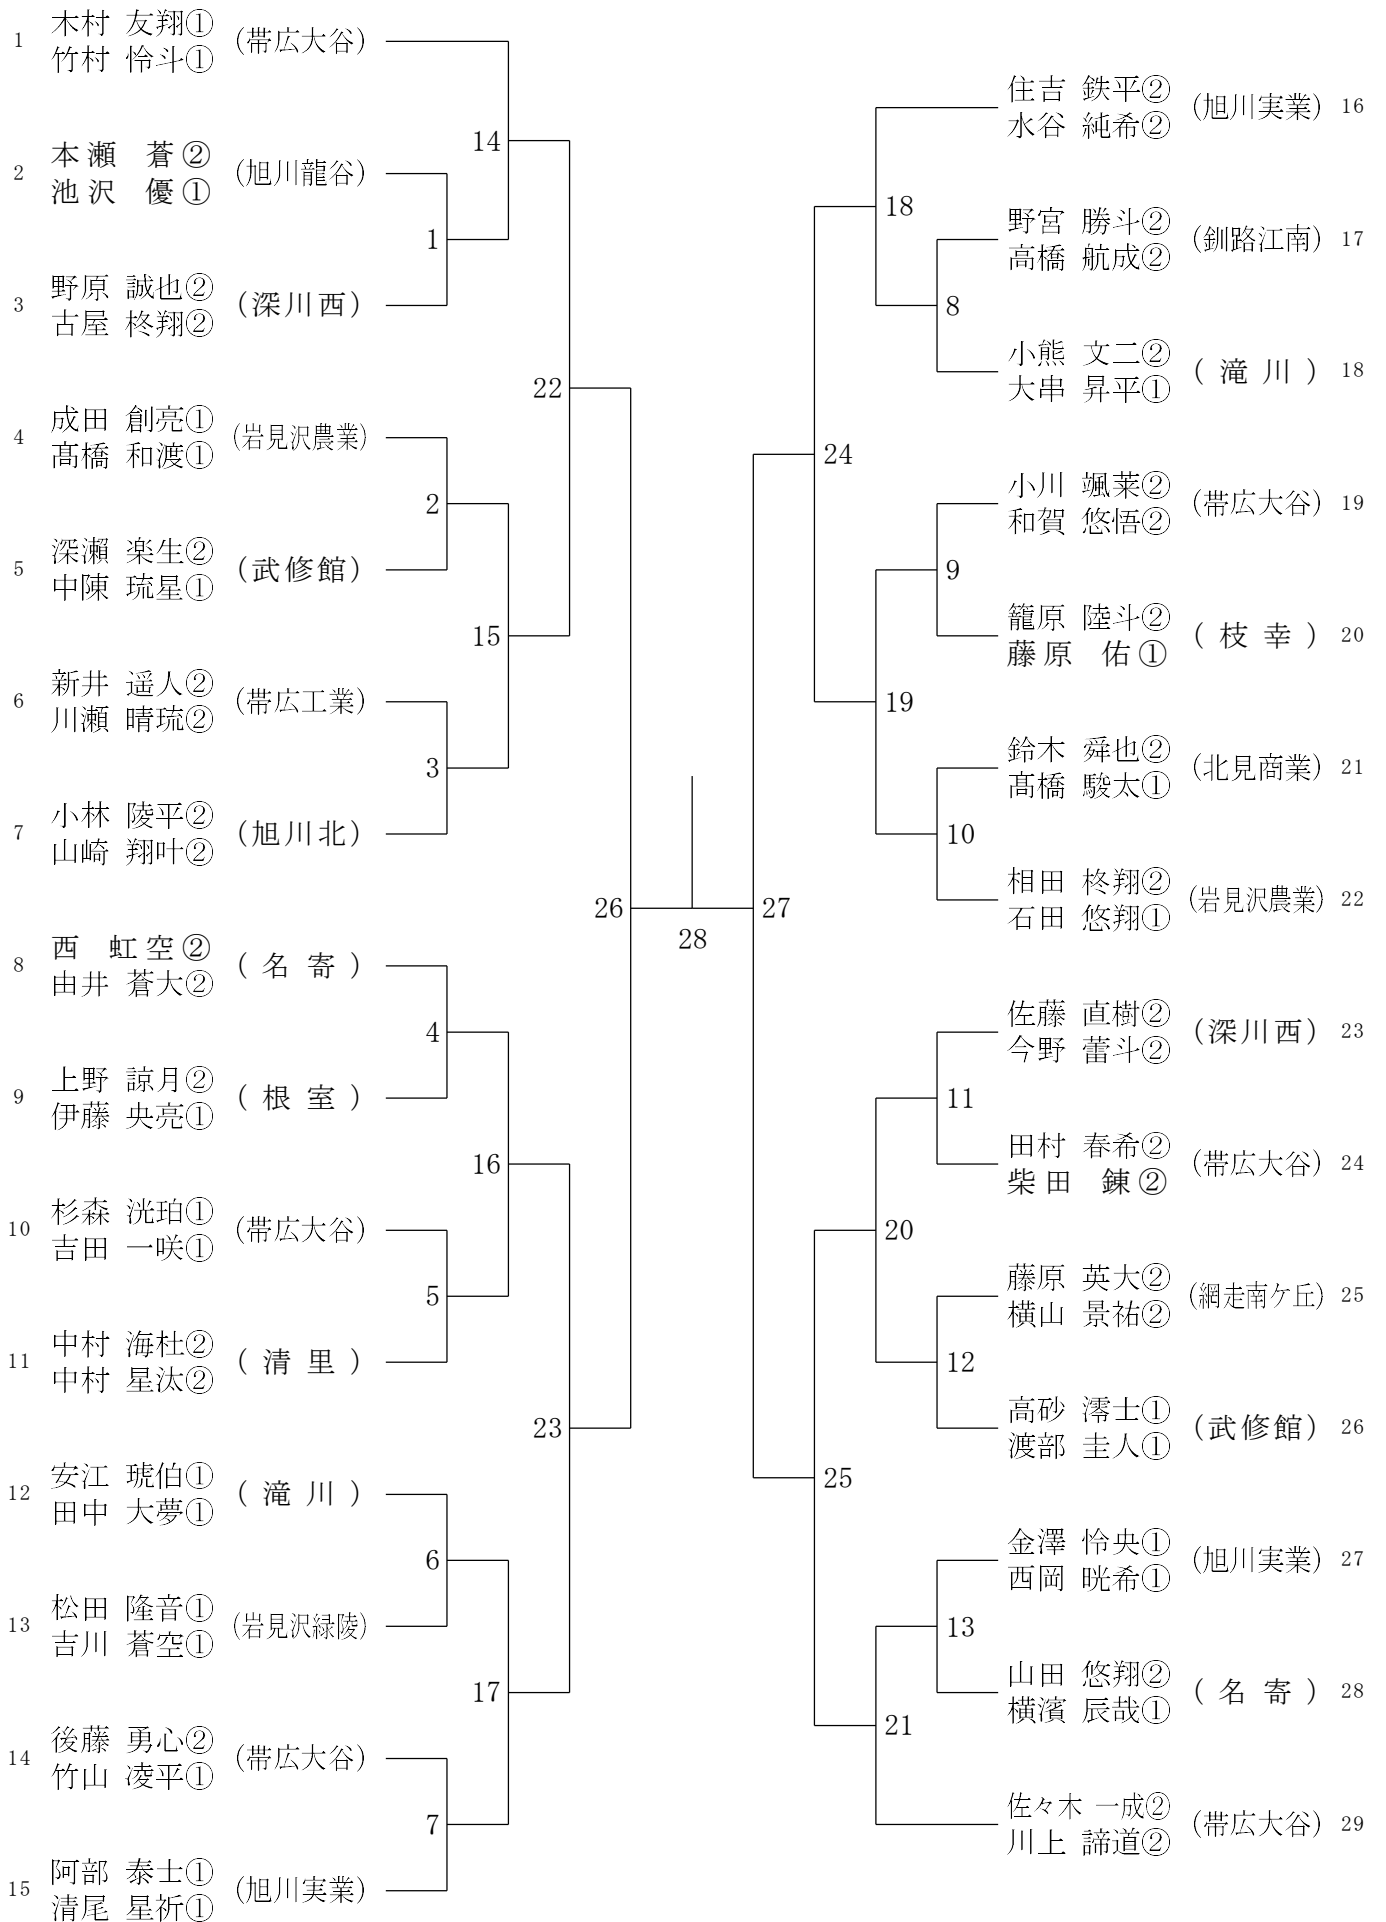 1 木村 友翔① (帯広大谷)
竹村 怜斗①
2 本瀬 蒼② (旭川龍谷)
池沢 優①
3 野原 誠也② (深川西)
古屋 柊翔②
4 成田 創亮① (岩見沢農業)
髙橋 和渡①
5 深瀨 楽生② (武修館)
中陳 琉星①
6 新井 遥人② (帯広工業)
川瀬 晴琉②
7 小林 陵平② (旭川北)
山崎 翔叶②
8 西 虹空② (名寄)
由井 蒼大②
9 上野 諒月② (根室)
伊藤 央亮①
10 杉森 洸珀① (帯広大谷)
吉田 一咲①
11 中村 海杜② (清里)
中村 星汰②
12 安江 琥伯① (滝川)
田中 大夢①
13 松田 隆音① (岩見沢緑陵)
吉川 蒼空①
14 後藤 勇心② (帯広大谷)
竹山 凌平①
15 阿部 泰士① (旭川実業)
清尾 星祈①
14
1
22
2
15
3
26
4
16
5
23
6
17
7
28
27
18
8
24
9
19
10
11
20
12
25
13
21
住吉 鉄平② (旭川実業) 16
水谷 純希②
野宮 勝斗② (釧路江南) 17
高橋 航成②
小熊 文二② (滝川) 18
大串 昇平①
小川 颯莱② (帯広大谷) 19
和賀 悠悟②
籠原 陸斗② (枝幸) 20
藤原 佑①
鈴木 舜也② (北見商業) 21
髙橋 駿太①
相田 柊翔② (岩見沢農業) 22
石田 悠翔①
佐藤 直樹② (深川西) 23
今野 蕾斗②
田村 春希② (帯広大谷) 24
柴田 錬②
藤原 英大② (網走南ケ丘) 25
横山 景祐②
高砂 澪士① (武修館) 26
渡部 圭人①
金澤 怜央① (旭川実業) 27
西岡 晄希①
山田 悠翔② (名寄) 28
横濱 辰哉①
佐々木 一成② (帯広大谷) 29
川上 諦道②